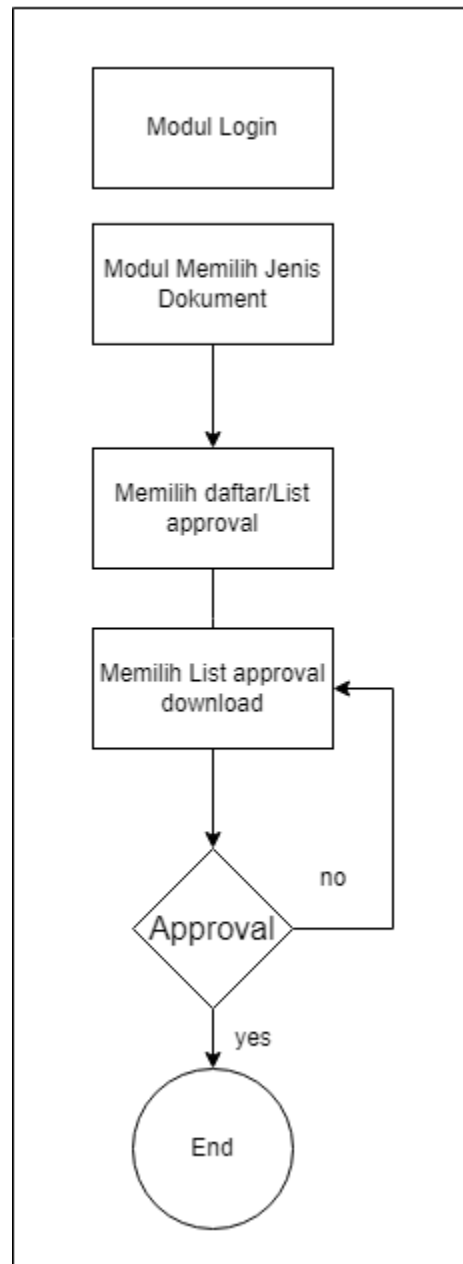 Modul Login
Modul Memilih Jenis
Dokument
Memilih daftar/List
approval
Memilih List approval
download
no
Approval
yes
End